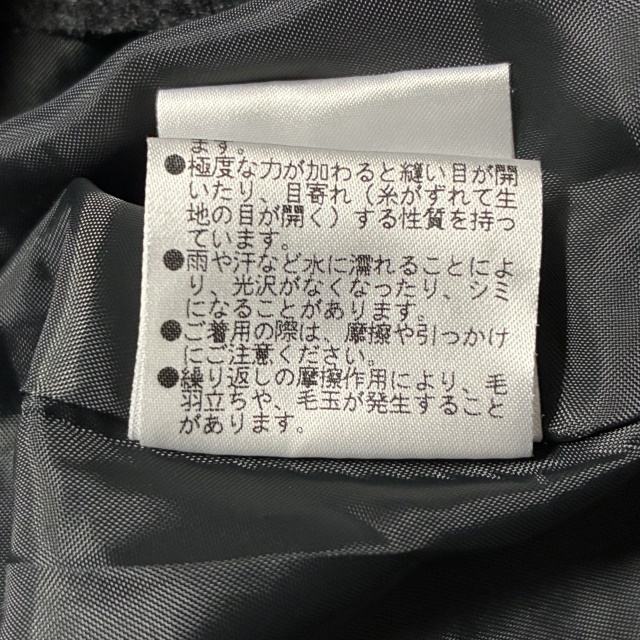 ます。
●極度な力が加わると縫い目が開
いたり、目寄れ（糸がずれて生
地の目が開く）する性質を持っ
ています。
●雨や汗など水に濡れることによ
り、光沢がなくなったり、シミ
になることがあります。
●ご着用の際は、摩擦や引っかけ
にご注意ください。
●繰り返しの摩擦作用により、毛
羽立ちや、毛玉が発生すること
があります。